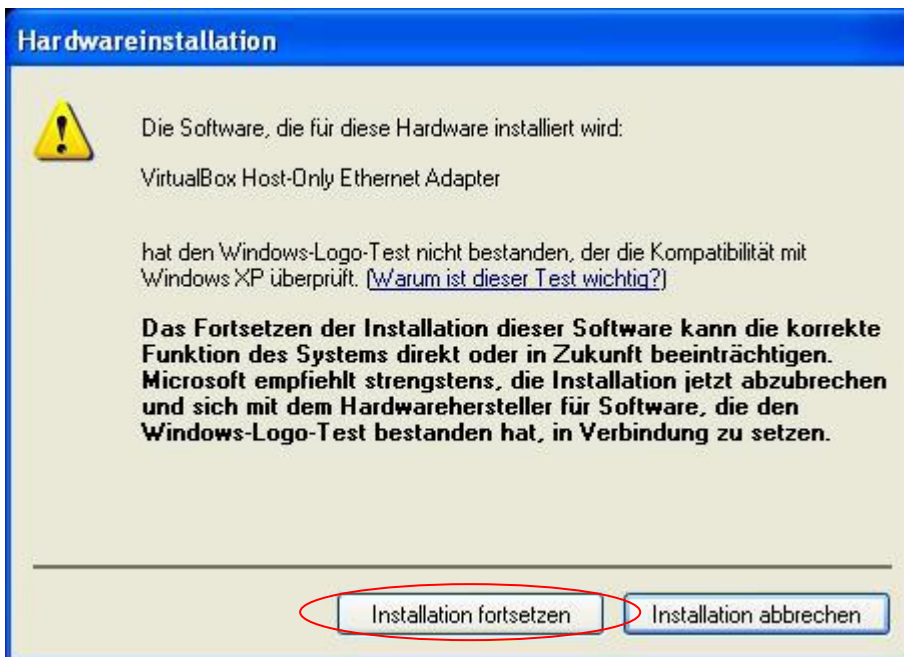 Hardwareinstallation
Die Software, die für diese Hardware installiert wird:
VirtualBox Host-Only Ethernet Adapter
hat den Windows-Logo-Test nicht bestanden, der die Kompatibilität mit
Windows XP überprüft. (Warum ist dieser Test wichtig?)
Das Fortsetzen der Installation dieser Software kann die korrekte
Funktion des Systems direkt oder in Zukunft beeinträchtigen.
Microsoft empfiehlt strengstens, die Installation jetzt abzubrechen
und sich mit dem Hardwarehersteller für Software, die den
Windows-Logo-Test bestanden hat, in Verbindung zu setzen.
Installation fortsetzen Installation abbrechen